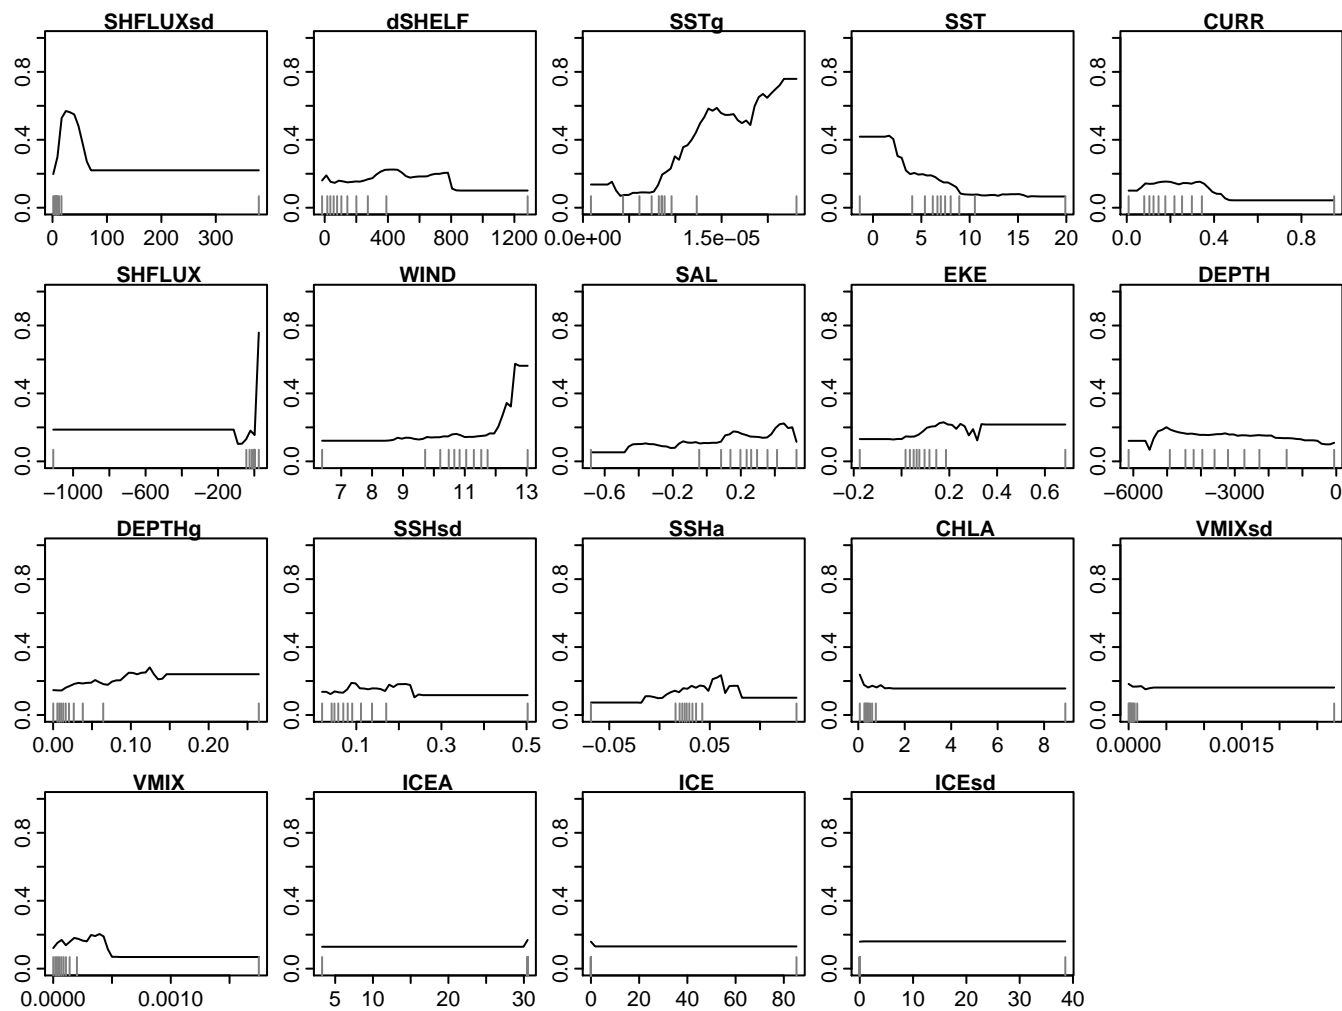 SHFLUXsd dSHELF SSTg SST CURR
0.0 0.4 0.8 0.0 0.4 0.8 0.0 0.4 0.8 0.0 0.4 0.8 0.0 0.4 0.8
0 100 200 300 0 400 800 1200 0.0e+00 1.5e−05 0 5 10 15 20 0.0 0.4 0.8
SHFLUX WIND SAL EKE DEPTH
0.0 0.4 0.8 0.0 0.4 0.8 0.0 0.4 0.8 0.0 0.4 0.8 0.0 0.4 0.8
−1000 −600 −200 7 8 9 11 13 −0.6 −0.2 0.2 −0.2 0.2 0.4 0.6 −6000 −3000 0
DEPTHg SSHsd SSHa CHLA VMIXsd
0.0 0.4 0.8 0.0 0.4 0.8 0.0 0.4 0.8 0.0 0.4 0.8 0.0 0.4 0.8
0.00 0.10 0.20 0.1 0.3 0.5 −0.05 0.05 0 2 4 6 8 0.0000 0.0015
VMIX ICEA ICE ICEsd
0.0 0.4 0.8 0.0 0.4 0.8 0.0 0.4 0.8 0.0 0.4 0.8
0.0000 0.0010 5 10 20 30 0 20 40 60 80 0 10 20 30 40